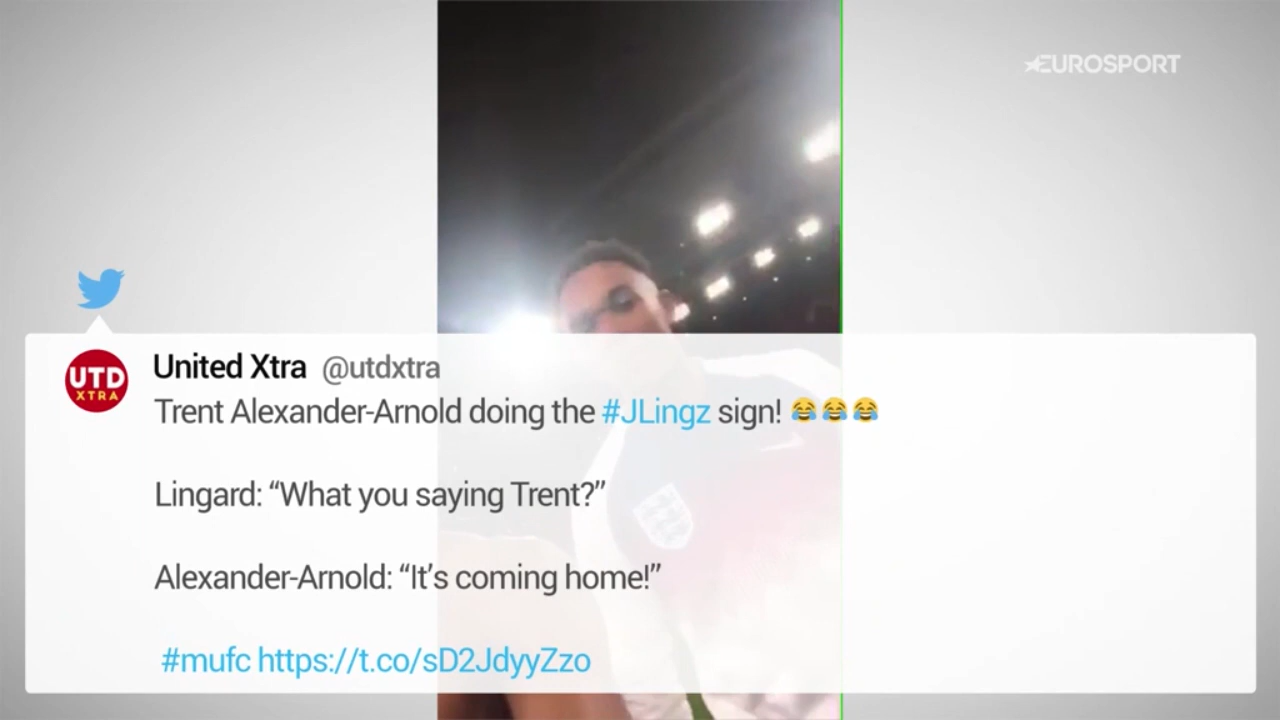 EUROSPORT
UTD
XTRA
United Xtra @utdxtra
Trent Alexander-Arnold doing the #JLingz sign! 😂😂😂
Lingard: “What you saying Trent?”
Alexander-Arnold: “It’s coming home!”
#mufc https://t.co/sD2JdyyZzo